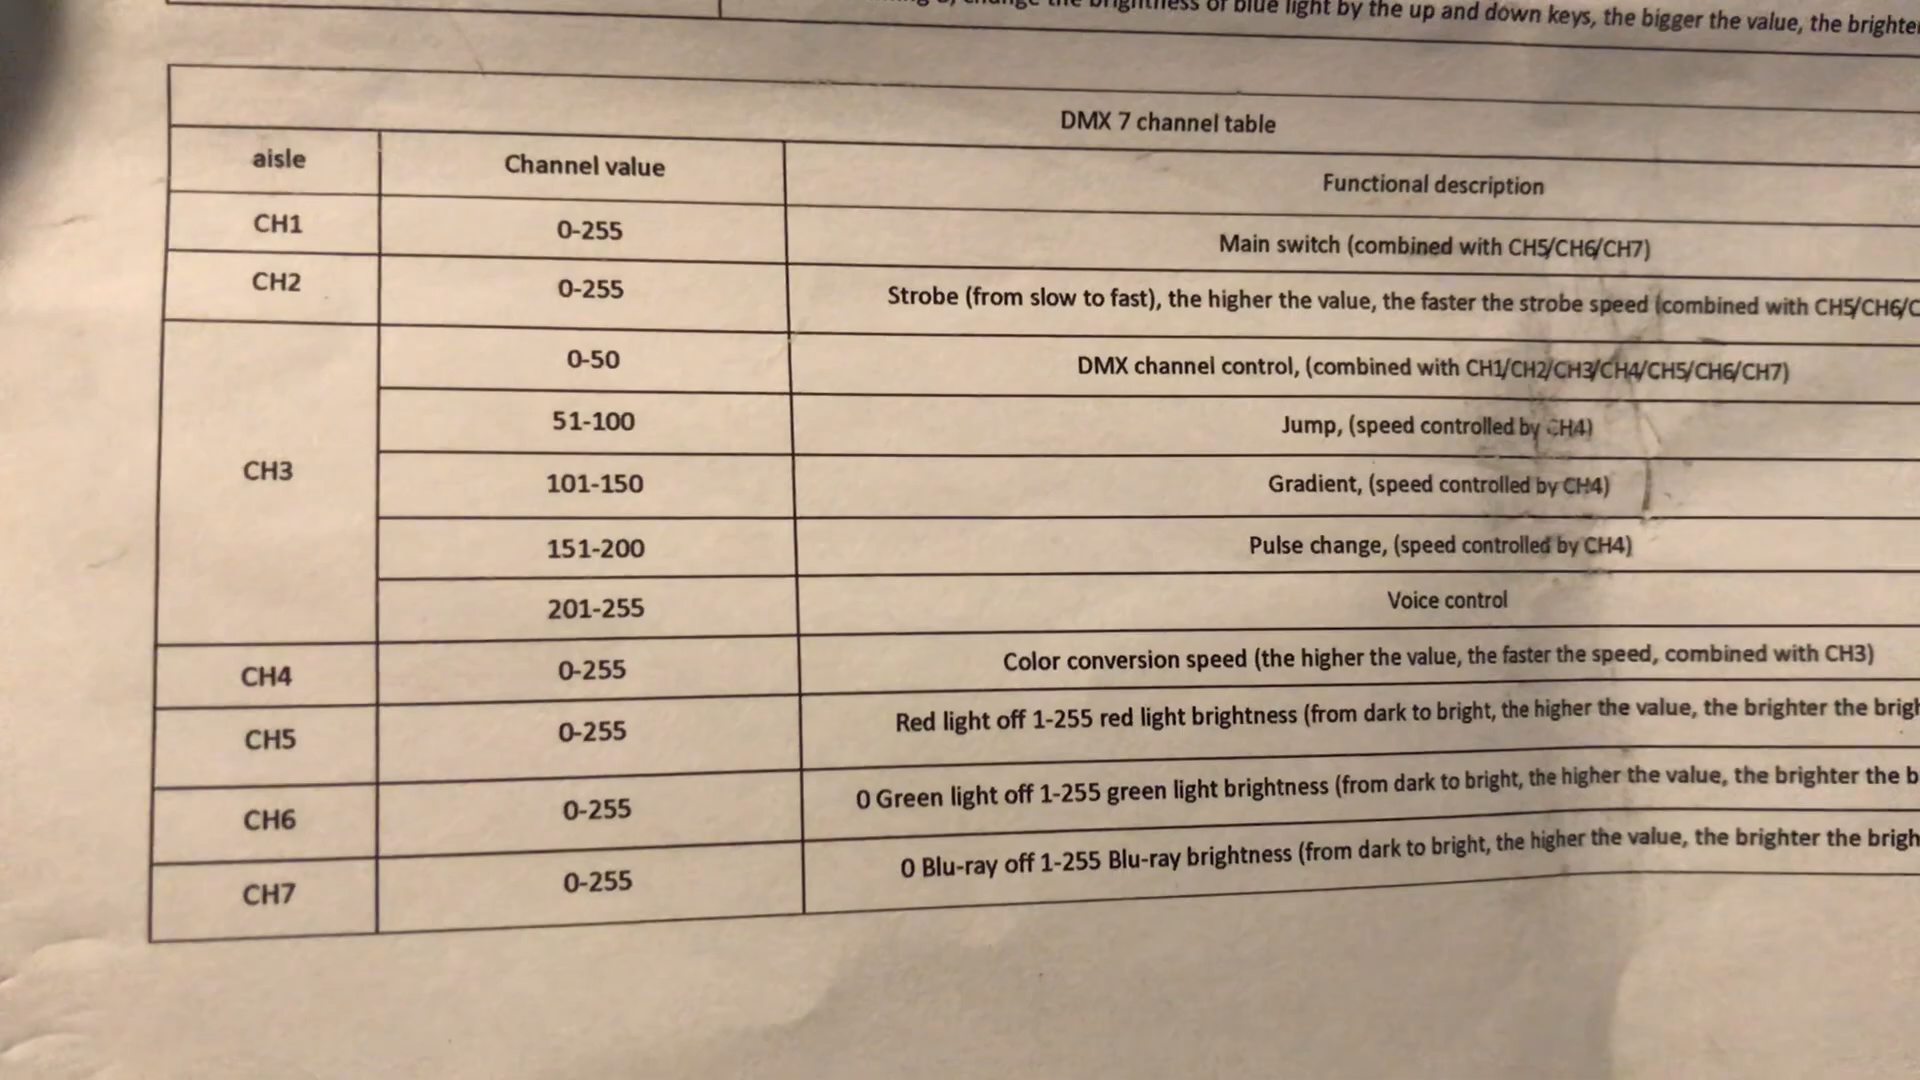 brightness of blue light by the up and down keys, the bigger the value, the brighter
DMX 7 channel table
aisle Channel value Functional description
CH1 0-255 Main switch (combined with CH5/CH6/CH7)
CH2 0-255 Strobe (from slow to fast), the higher the value, the faster the strobe speed (combined with CH5/CH6/C
CH3
0-50 DMX channel control, (combined with CH1/CH2/CH3/CH4/CH5/CH6/CH7)
51-100 Jump, (speed controlled by CH4)
101-150 Gradient, (speed controlled by CH4)
151-200 Pulse change, (speed controlled by CH4)
201-255 Voice control
CH4 0-255 Color conversion speed (the higher the value, the faster the speed, combined with CH3)
CH5 0-255 Red light off 1-255 red light brightness (from dark to bright, the higher the value, the brighter the brigh
CH6 0-255 0 Green light off 1-255 green light brightness (from dark to bright, the higher the value, the brighter the b
CH7 0-255 0 Blu-ray off 1-255 Blu-ray brightness (from dark to bright, the higher the value, the brighter the brigh